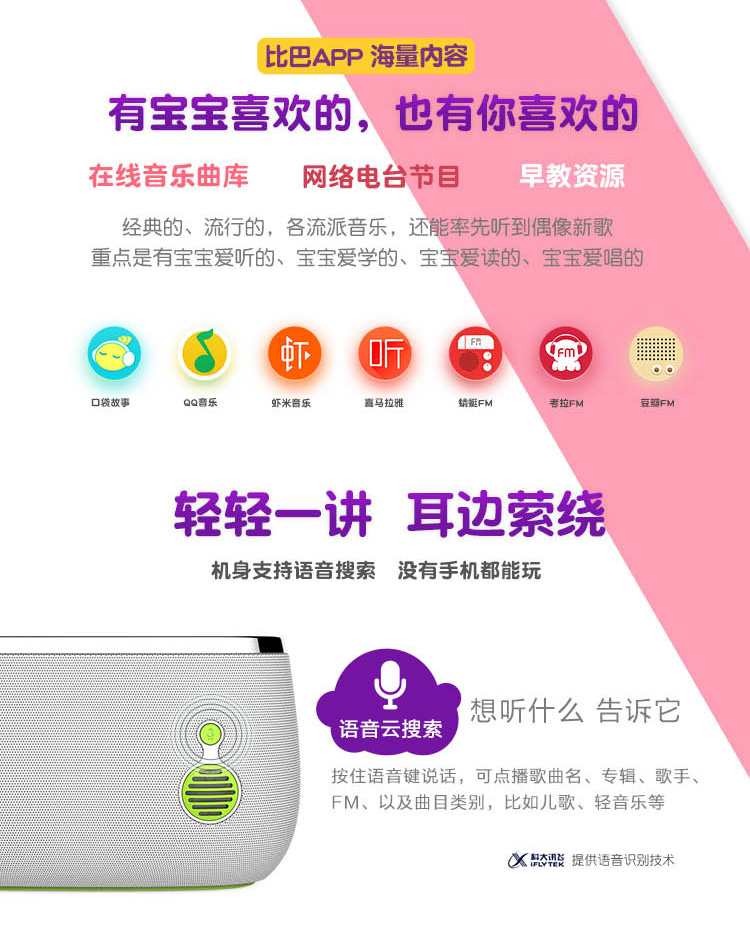 比巴APP 海量内容
有宝宝喜欢的，也有你喜欢的
在线音乐曲库 网络电台节目 早教资源
经典的、流行的，各流派音乐，还能率先听到偶像新歌
重点是有宝宝爱听的、宝宝爱学的、宝宝爱读的、宝宝爱唱的
虾 听 FM FM
口袋故事 QQ音乐 虾米音乐 喜马拉雅 蜻蜓FM 考拉FM 豆瓣FM
轻轻一讲 耳边萦绕
机身支持语音搜索 没有手机都能玩
语音云搜索
想听什么 告诉它
按住语音键说话，可点播歌曲名、专辑、歌手、
FM、以及曲目类别，比如儿歌、轻音乐等
科大讯飞
iFLYTEK
提供语音识别技术